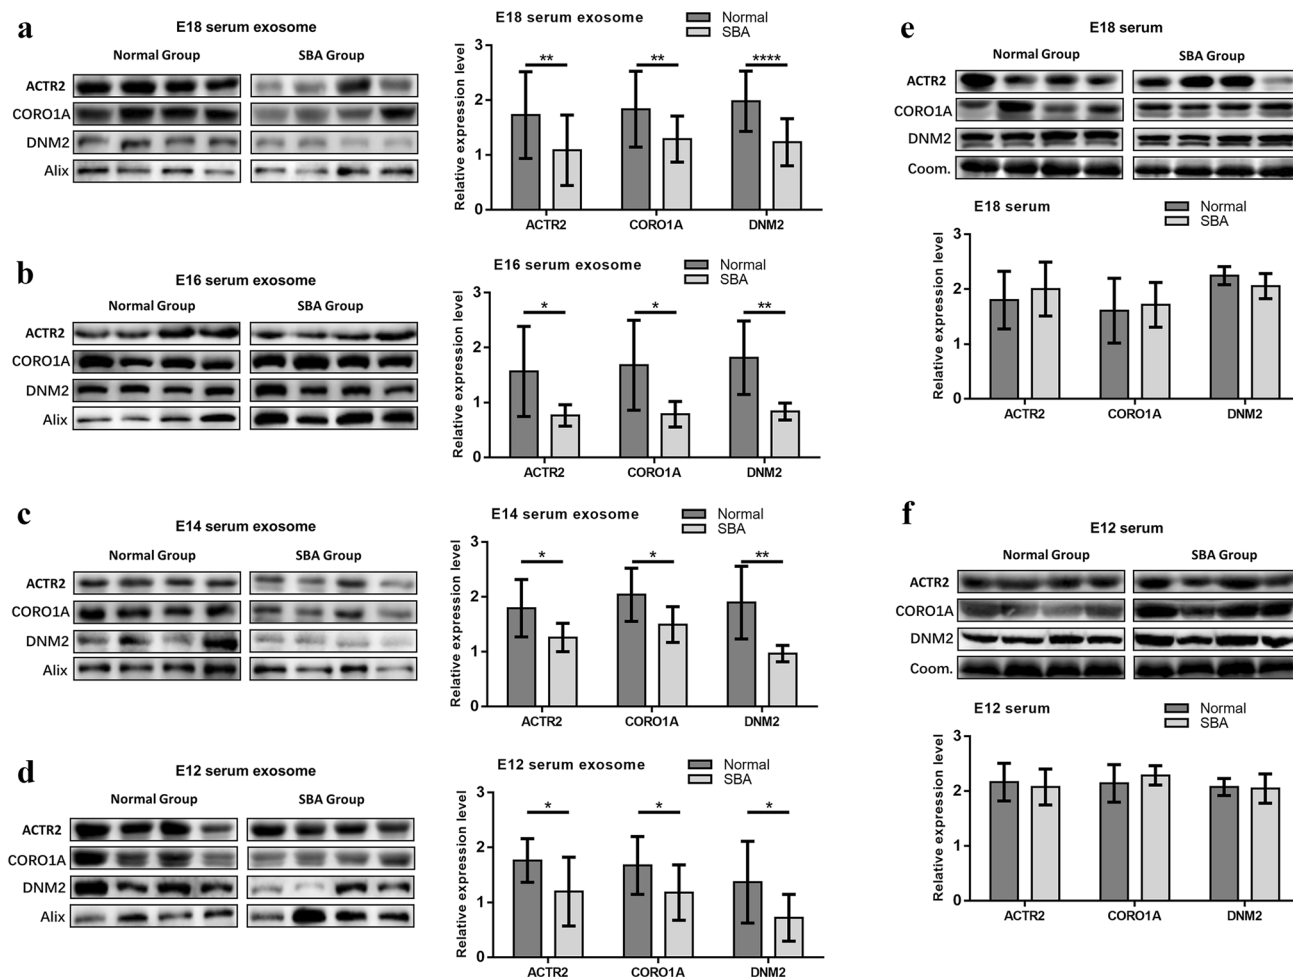 a
E18 serum exosome
Normal Group SBA Group
ACTR2
CORO1A
DNM2
Alix
E18 serum exosome
Normal
SBA
Relative expression level
3
2
1
0
** ** ****
ACTR2 CORO1A DNM2
b
E16 serum exosome
Normal Group SBA Group
ACTR2
CORO1A
DNM2
Alix
E16 serum exosome
Normal
SBA
Relative expression level
3
2
1
0
* * **
ACTR2 CORO1A DNM2
c
E14 serum exosome
Normal Group SBA Group
ACTR2
CORO1A
DNM2
Alix
E14 serum exosome
Normal
SBA
Relative expression level
3
2
1
0
* * **
ACTR2 CORO1A DNM2
d
E12 serum exosome
Normal Group SBA Group
ACTR2
CORO1A
DNM2
Alix
E12 serum exosome
Normal
SBA
Relative expression level
3
2
1
0
* * *
ACTR2 CORO1A DNM2
e
E18 serum
Normal Group SBA Group
ACTR2
CORO1A
DNM2
Coom.
E18 serum
Normal
SBA
Relative expression level
3
2
1
0
ACTR2 CORO1A DNM2
f
E12 serum
Normal Group SBA Group
ACTR2
CORO1A
DNM2
Coom.
E12 serum
Normal
SBA
Relative expression level
3
2
1
0
ACTR2 CORO1A DNM2